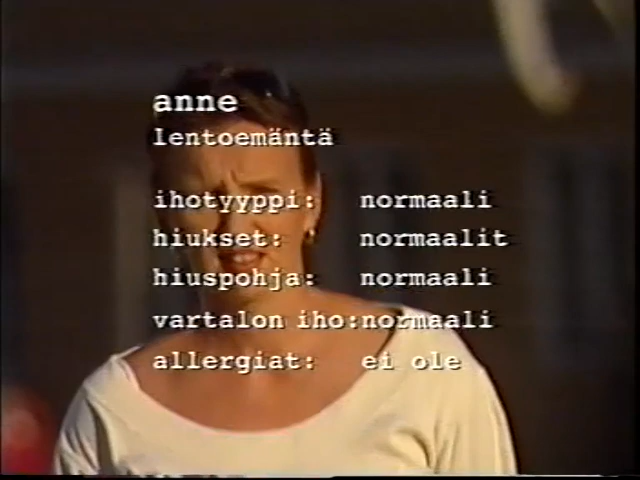 anne
lentoemäntä
ihotyyppi: normaali
hiukset: normaalit
hiuspohja: normaali
vartalon iho: normaali
allergiat: ei ole